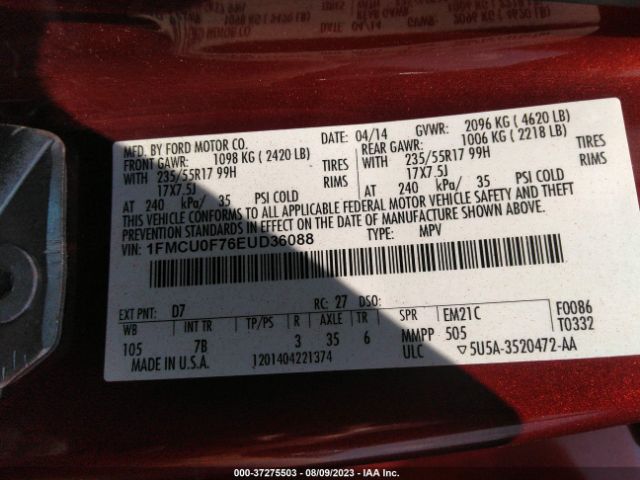 MFD. BY FORD MOTOR CO.
DATE: 04/14 GVWR: 2096 KG ( 4620 LB)
FRONT GAWR: 1098 KG ( 2420 LB) REAR GAWR: 1006 KG ( 2218 LB)
WITH 235/55R17 99H TIRES WITH 235/55R17 99H TIRES
17X7.5J RIMS 17X7.5J RIMS
AT 240 kPa/ 35 PSI COLD AT 240 kPa/ 35 PSI COLD
THIS VEHICLE CONFORMS TO ALL APPLICABLE FEDERAL MOTOR VEHICLE SAFETY AND THEFT
PREVENTION STANDARDS IN EFFECT ON THE DATE OF MANUFACTURE SHOWN ABOVE.
VIN: 1FMCU0F76EUD36088 TYPE: MPV
EXT PNT: D7 RC: 27 DSO:
WB INT TR TP/PS R AXLE TR SPR EM21C F0086
105 7B 3 35 6 MMPP 505 T0332
MADE IN U.S.A. 1201404221374 ULC ▽5U5A-3520472-AA
000-37275503 - 08/09/2023 - IAA Inc.